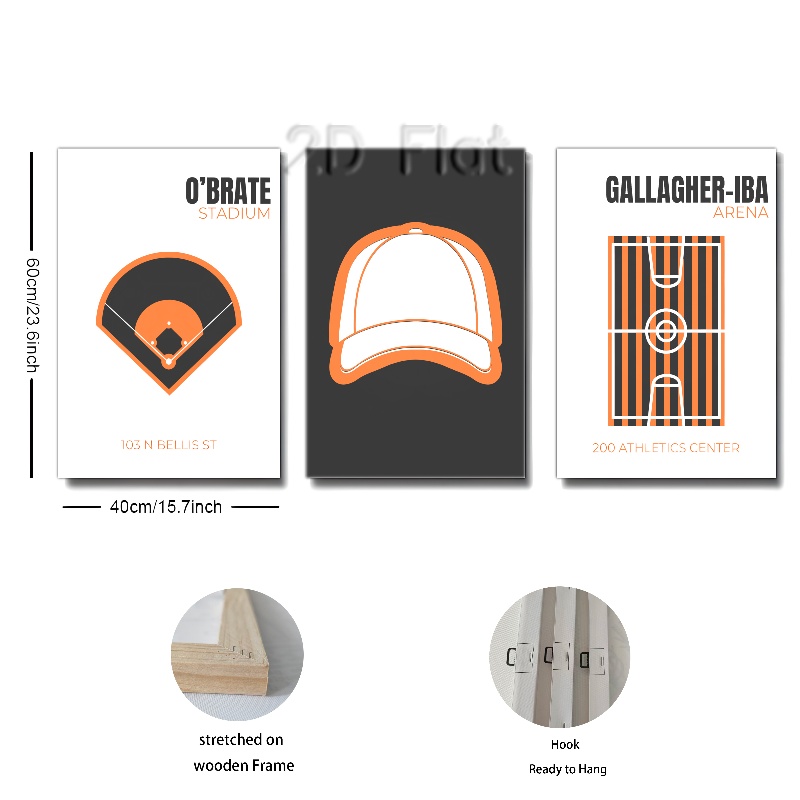 2D Flat
O'BRATE
STADIUM
103 N BELLIS ST
GALLAGHER-IBA
ARENA
200 ATHLETICS CENTER
60cm/23.6inch
40cm/15.7inch
stretched on
wooden Frame
Hook
Ready to Hang